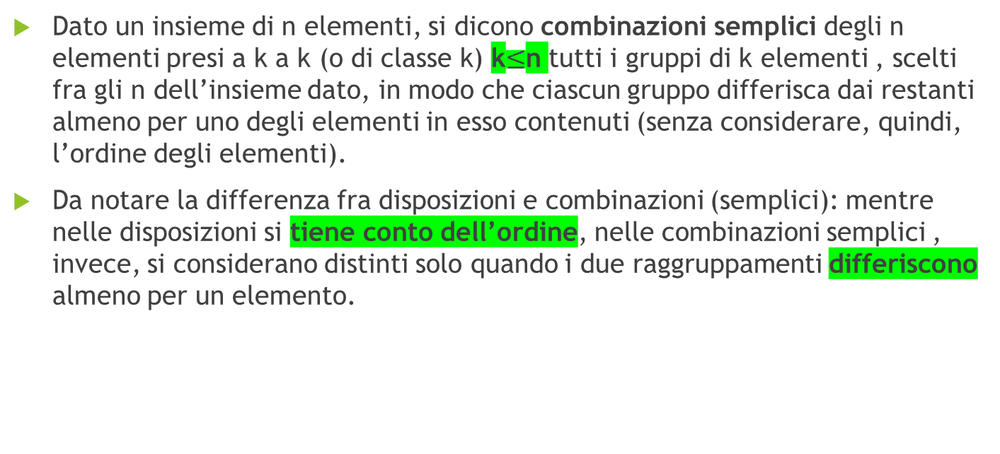 Dato un insieme di n elementi, si dicono combinazioni semplici degli n
elementi presi a k a k (o di classe k) k≤n tutti i gruppi di k elementi , scelti
fra gli n dell’insieme dato, in modo che ciascun gruppo differisca dai restanti
almeno per uno degli elementi in esso contenuti (senza considerare, quindi,
l’ordine degli elementi).
Da notare la differenza fra disposizioni e combinazioni (semplici): mentre
nelle disposizioni si tiene conto dell’ordine, nelle combinazioni semplici ,
invece, si considerano distinti solo quando i due raggruppamenti differiscono
almeno per un elemento.